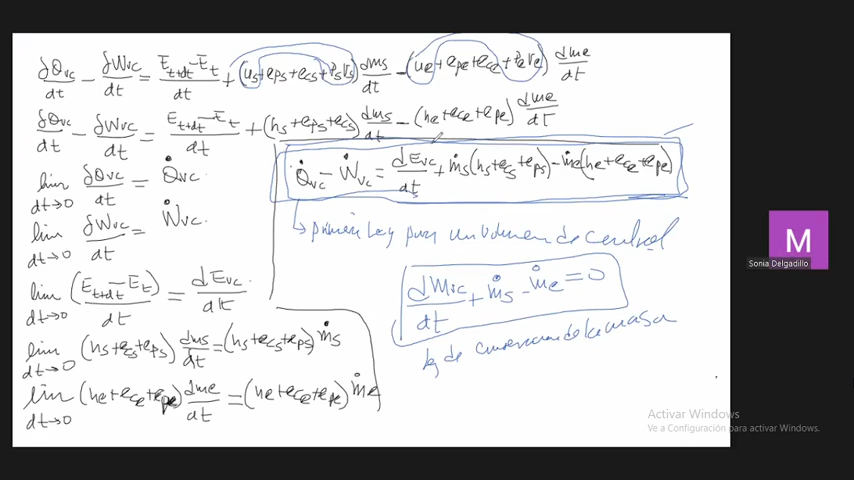 δQvc/dt - δWvc/dt = (Et+dt - Et)/dt + (us + eps + ecs + PsVs) dms/dt - (ue + epe + ece + PeVe) dme/dt
δQvc/dt - δWvc/dt = (Et+dt - Et)/dt + (hs + eps + ecs) dms/dt - (he + ece + epe) dme/dt
Q̇vc - Ẇvc = dEvc/dt + ṁs(hs + ecs + eps) - ṁe(he + ece + epe)
lim dt→0 δQvc/dt = Q̇vc.
lim dt→0 δWvc/dt = Ẇvc.
↳ primera Ley para un volumen de control
lim dt→0 (Et+dt - Et)/dt = dEvc/dt
dMvc/dt + ṁs - ṁe = 0
ley de conservación de la masa
lim dt→0 (hs + ecs + eps) dms/dt = (hs + ecs + eps) ṁs
lim dt→0 (he + ece + epe) dme/dt = (he + ece + epe) ṁe
M
Sonia Delgadillo
Activar Windows
Ve a Configuración para activar Windows.